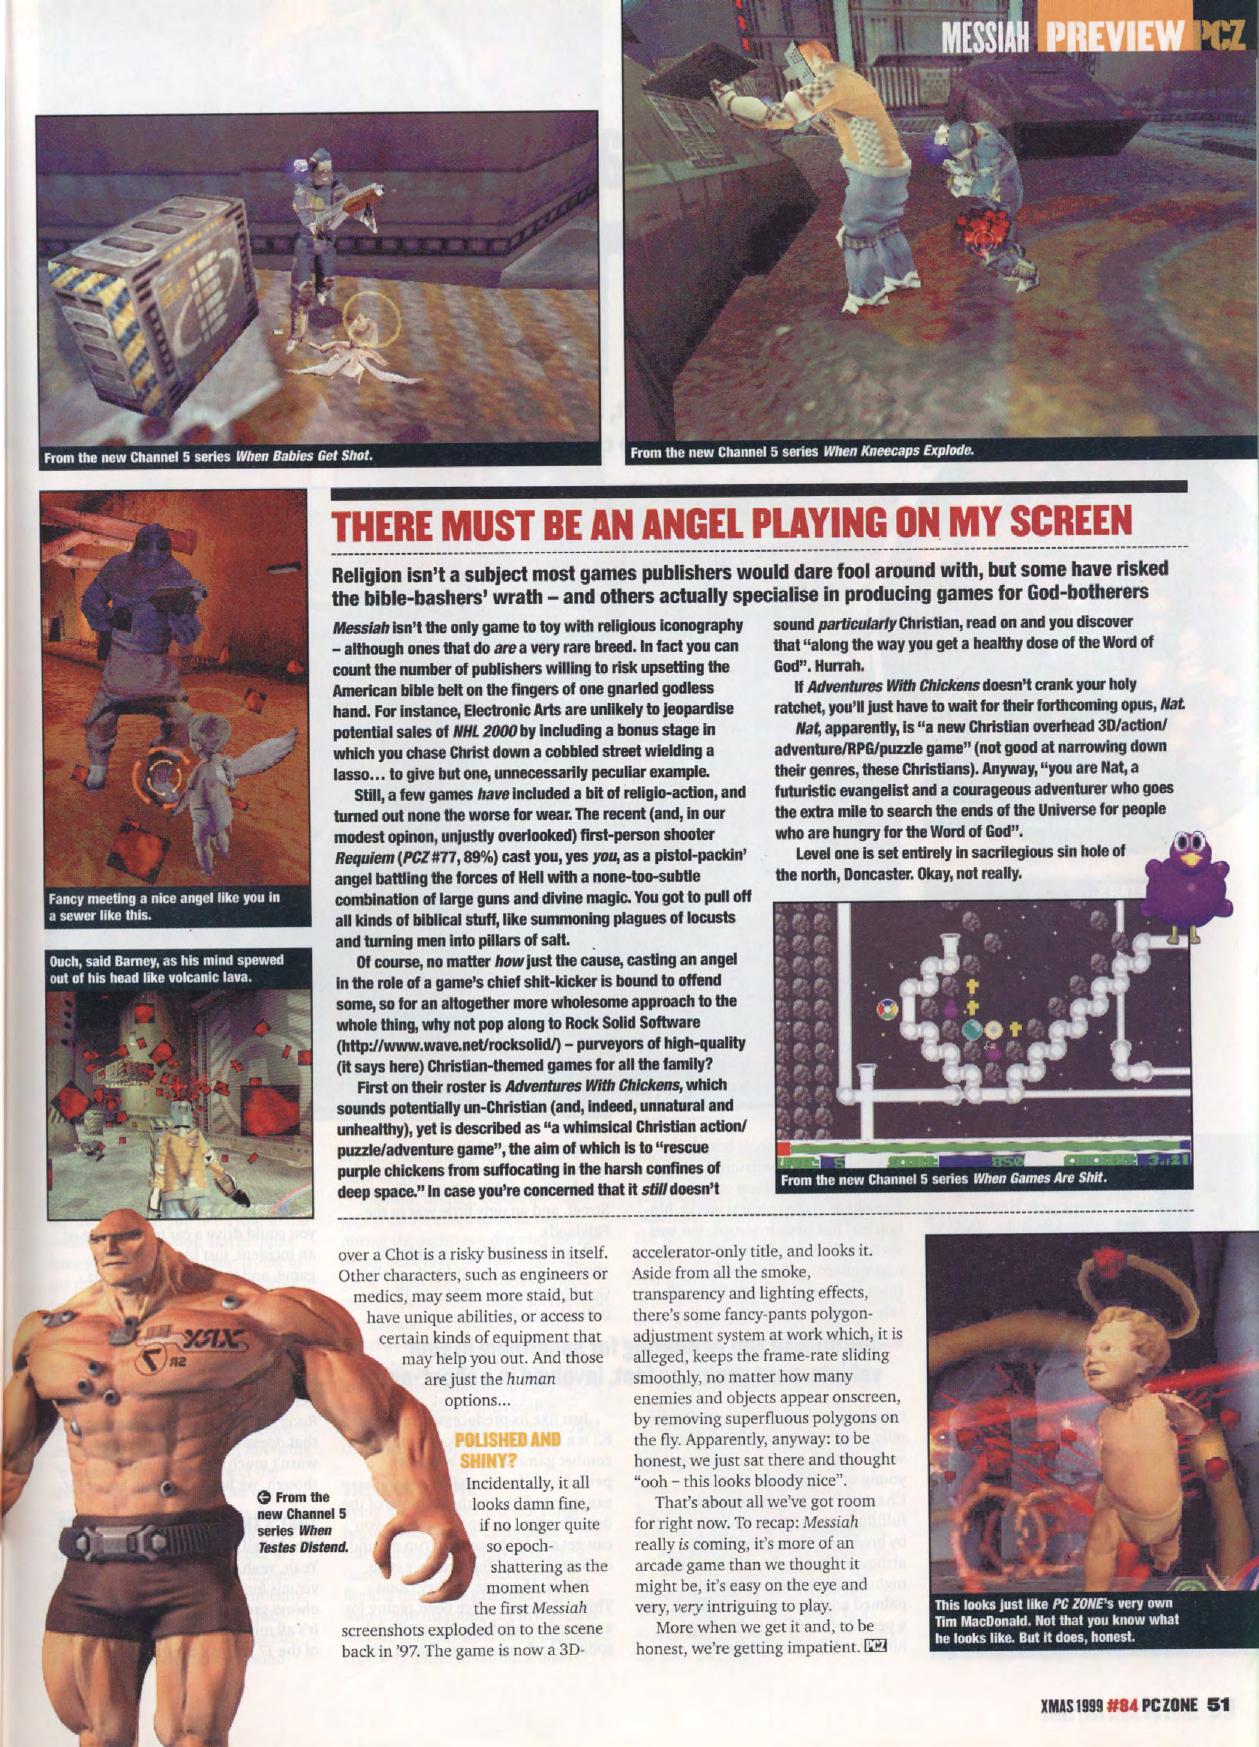 MESSIAH PREVIEW PCZ
From the new Channel 5 series When Babies Get Shot.
From the new Channel 5 series When Kneecaps Explode.
Fancy meeting a nice angel like you in
a sewer like this.
Ouch, said Barney, as his mind spewed
out of his head like volcanic lava.
THERE MUST BE AN ANGEL PLAYING ON MY SCREEN
Religion isn't a subject most games publishers would dare fool around with, but some have risked
the bible-bashers' wrath – and others actually specialise in producing games for God-botherers
Messiah isn't the only game to toy with religious iconography
– although ones that do are a very rare breed. In fact you can
count the number of publishers willing to risk upsetting the
American bible belt on the fingers of one gnarled godless
hand. For instance, Electronic Arts are unlikely to jeopardise
potential sales of NHL 2000 by including a bonus stage in
which you chase Christ down a cobbled street wielding a
lasso... to give but one, unnecessarily peculiar example.
Still, a few games have included a bit of religio-action, and
turned out none the worse for wear. The recent (and, in our
modest opinon, unjustly overlooked) first-person shooter
Requiem (PCZ #77, 89%) cast you, yes you, as a pistol-packin'
angel battling the forces of Hell with a none-too-subtle
combination of large guns and divine magic. You got to pull off
all kinds of biblical stuff, like summoning plagues of locusts
and turning men into pillars of salt.
Of course, no matter how just the cause, casting an angel
in the role of a game's chief shit-kicker is bound to offend
some, so for an altogether more wholesome approach to the
whole thing, why not pop along to Rock Solid Software
(http://www.wave.net/rocksolid/) – purveyors of high-quality
(it says here) Christian-themed games for all the family?
First on their roster is Adventures With Chickens, which
sounds potentially un-Christian (and, indeed, unnatural and
unhealthy), yet is described as "a whimsical Christian action/
puzzle/adventure game", the aim of which is to "rescue
purple chickens from suffocating in the harsh confines of
deep space." In case you're concerned that it still doesn't
sound particularly Christian, read on and you discover
that "along the way you get a healthy dose of the Word of
God". Hurrah.
If Adventures With Chickens doesn't crank your holy
ratchet, you'll just have to wait for their forthcoming opus, Nat.
Nat, apparently, is "a new Christian overhead 3D/action/
adventure/RPG/puzzle game" (not good at narrowing down
their genres, these Christians). Anyway, "you are Nat, a
futuristic evangelist and a courageous adventurer who goes
the extra mile to search the ends of the Universe for people
who are hungry for the Word of God".
Level one is set entirely in sacrilegious sin hole of
the north, Doncaster. Okay, not really.
LEVEL: 5 SCORE: 850 CHICKENS: 3 of 21
From the new Channel 5 series When Games Are Shit.
XRX
7 SR
From the
new Channel 5
series When
Testes Distend.
over a Chot is a risky business in itself.
Other characters, such as engineers or
medics, may seem more staid, but
have unique abilities, or access to
certain kinds of equipment that
may help you out. And those
are just the human
options...
POLISHED AND
SHINY?
Incidentally, it all
looks damn fine,
if no longer quite
so epoch-
shattering as the
moment when
the first Messiah
screenshots exploded on to the scene
back in '97. The game is now a 3D-
accelerator-only title, and looks it.
Aside from all the smoke,
transparency and lighting effects,
there's some fancy-pants polygon-
adjustment system at work which, it is
alleged, keeps the frame-rate sliding
smoothly, no matter how many
enemies and objects appear onscreen,
by removing superfluous polygons on
the fly. Apparently, anyway: to be
honest, we just sat there and thought
"ooh – this looks bloody nice".
That's about all we've got room
for right now. To recap: Messiah
really is coming, it's more of an
arcade game than we thought it
might be, it's easy on the eye and
very, very intriguing to play.
More when we get it and, to be
honest, we're getting impatient. PCZ
This looks just like PC ZONE's very own
Tim MacDonald. Not that you know what
he looks like. But it does, honest.
XMAS 1999 #84 PC ZONE 51